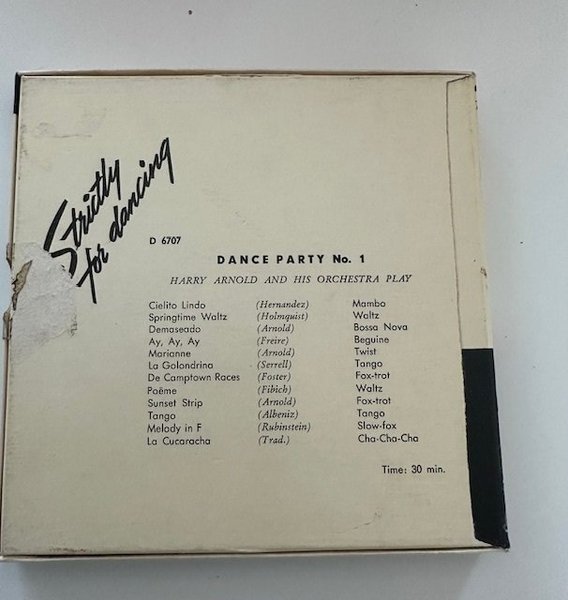 Strictly
for dancing
D 6707
DANCE PARTY No. 1
HARRY ARNOLD AND HIS ORCHESTRA PLAY
Cielito Lindo (Hernandez) Mambo
Springtime Waltz (Holmquist) Waltz
Demaseado (Arnold) Bossa Nova
Ay, Ay, Ay (Freire) Beguine
Marianne (Arnold) Twist
La Golondrina (Serrell) Tango
De Camptown Races (Foster) Fox-trot
Poëme (Fibich) Waltz
Sunset Strip (Arnold) Fox-trot
Tango (Albeniz) Tango
Melody in F (Rubinstein) Slow-fox
La Cucaracha (Trad.) Cha-Cha-Cha
Time: 30 min.